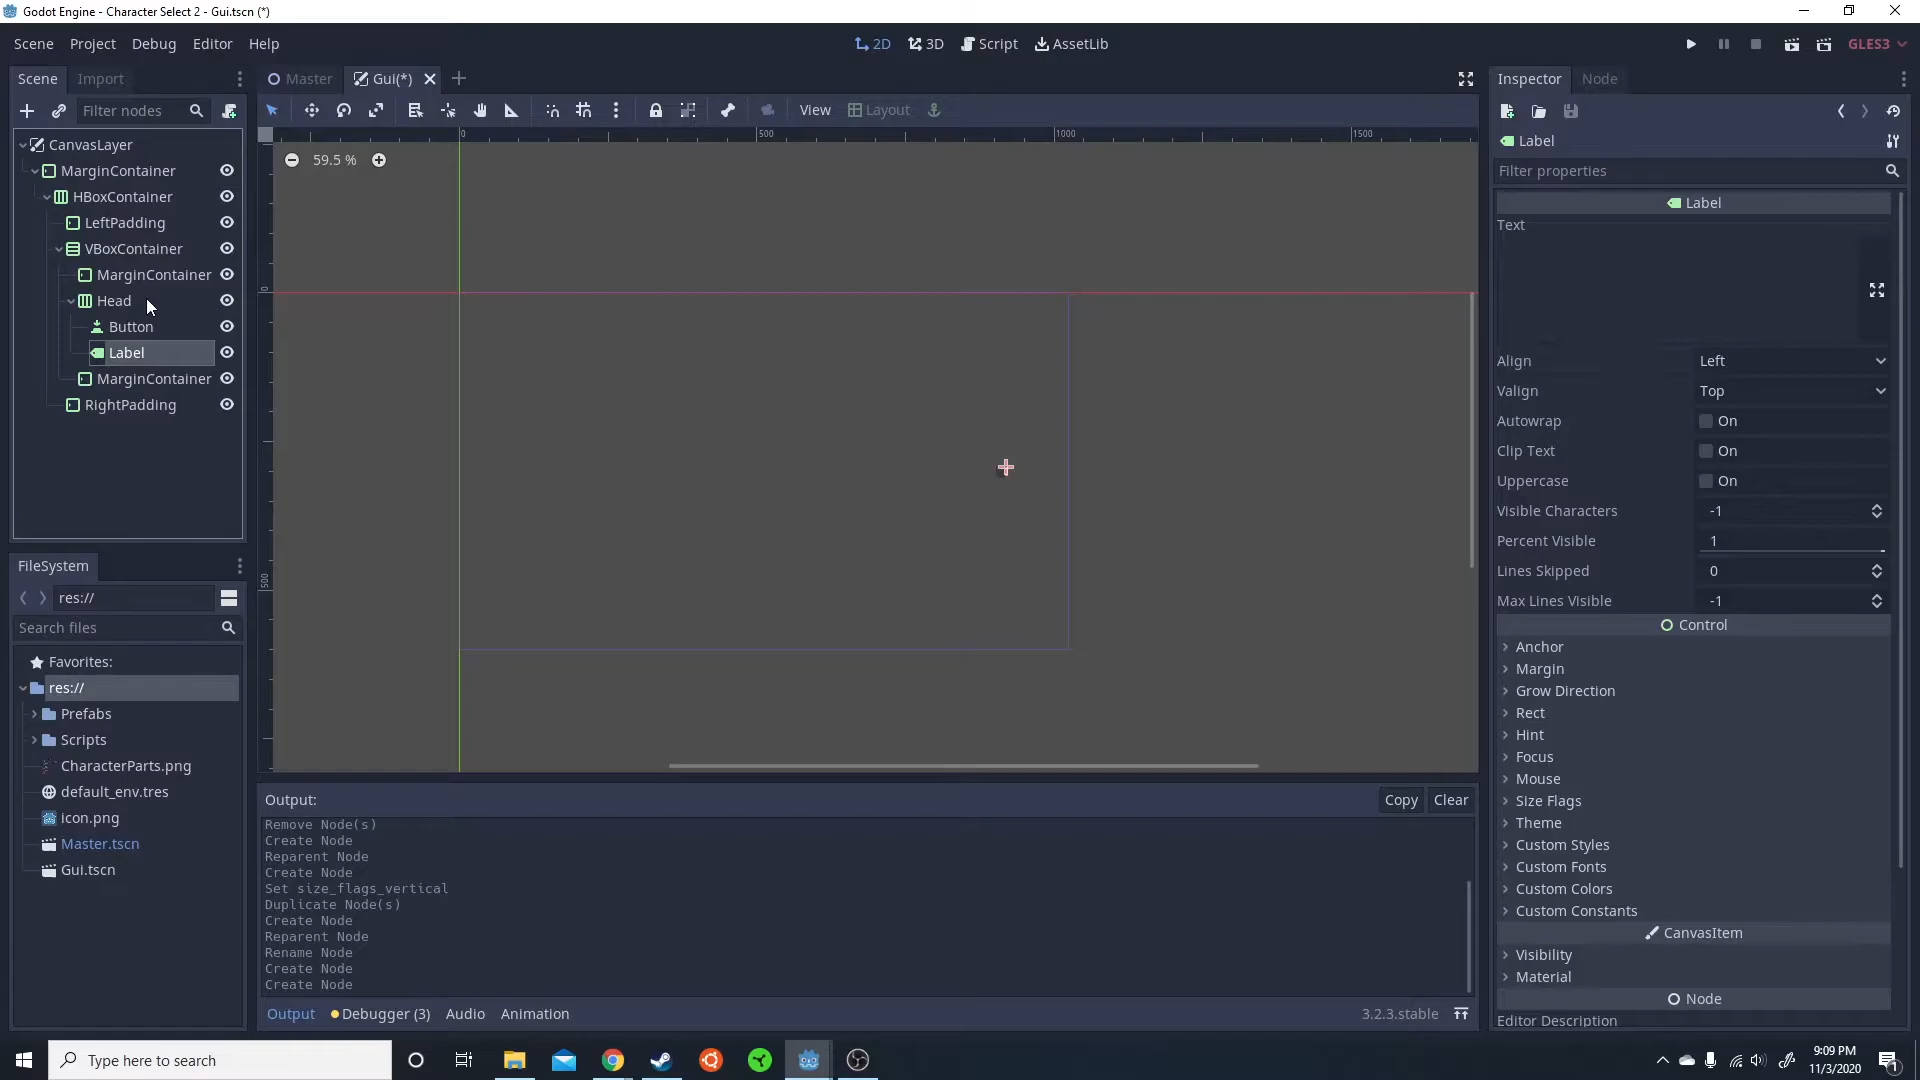 Godot Engine - Character Select 2 - Gui.tscn (*)
Scene Project Debug Editor Help
2D 3D Script AssetLib
GLES3
Scene Import
Master Gui(*)
Inspector Node
Filter nodes
View Layout
Label
Filter properties
CanvasLayer
MarginContainer
HBoxContainer
LeftPadding
VBoxContainer
MarginContainer
Head
Button
Label
MarginContainer
RightPadding
0 500 1000 1500
59.5 %
0
500
Label
Text
Align Left
Valign Top
Autowrap On
Clip Text On
Uppercase On
Visible Characters -1
Percent Visible 1
Lines Skipped 0
Max Lines Visible -1
Control
Anchor
Margin
Grow Direction
Rect
Hint
Focus
Mouse
Size Flags
Theme
Custom Styles
Custom Fonts
Custom Colors
Custom Constants
CanvasItem
Visibility
Material
Node
Editor Description
FileSystem
res://
Search files
Favorites:
res://
Prefabs
Scripts
CharacterParts.png
default_env.tres
icon.png
Master.tscn
Gui.tscn
Output:
Copy Clear
Remove Node(s)
Create Node
Reparent Node
Create Node
Set size_flags_vertical
Duplicate Node(s)
Create Node
Reparent Node
Rename Node
Create Node
Create Node
Output Debugger (3) Audio Animation
3.2.3.stable
Type here to search
9:09 PM
11/3/2020
1